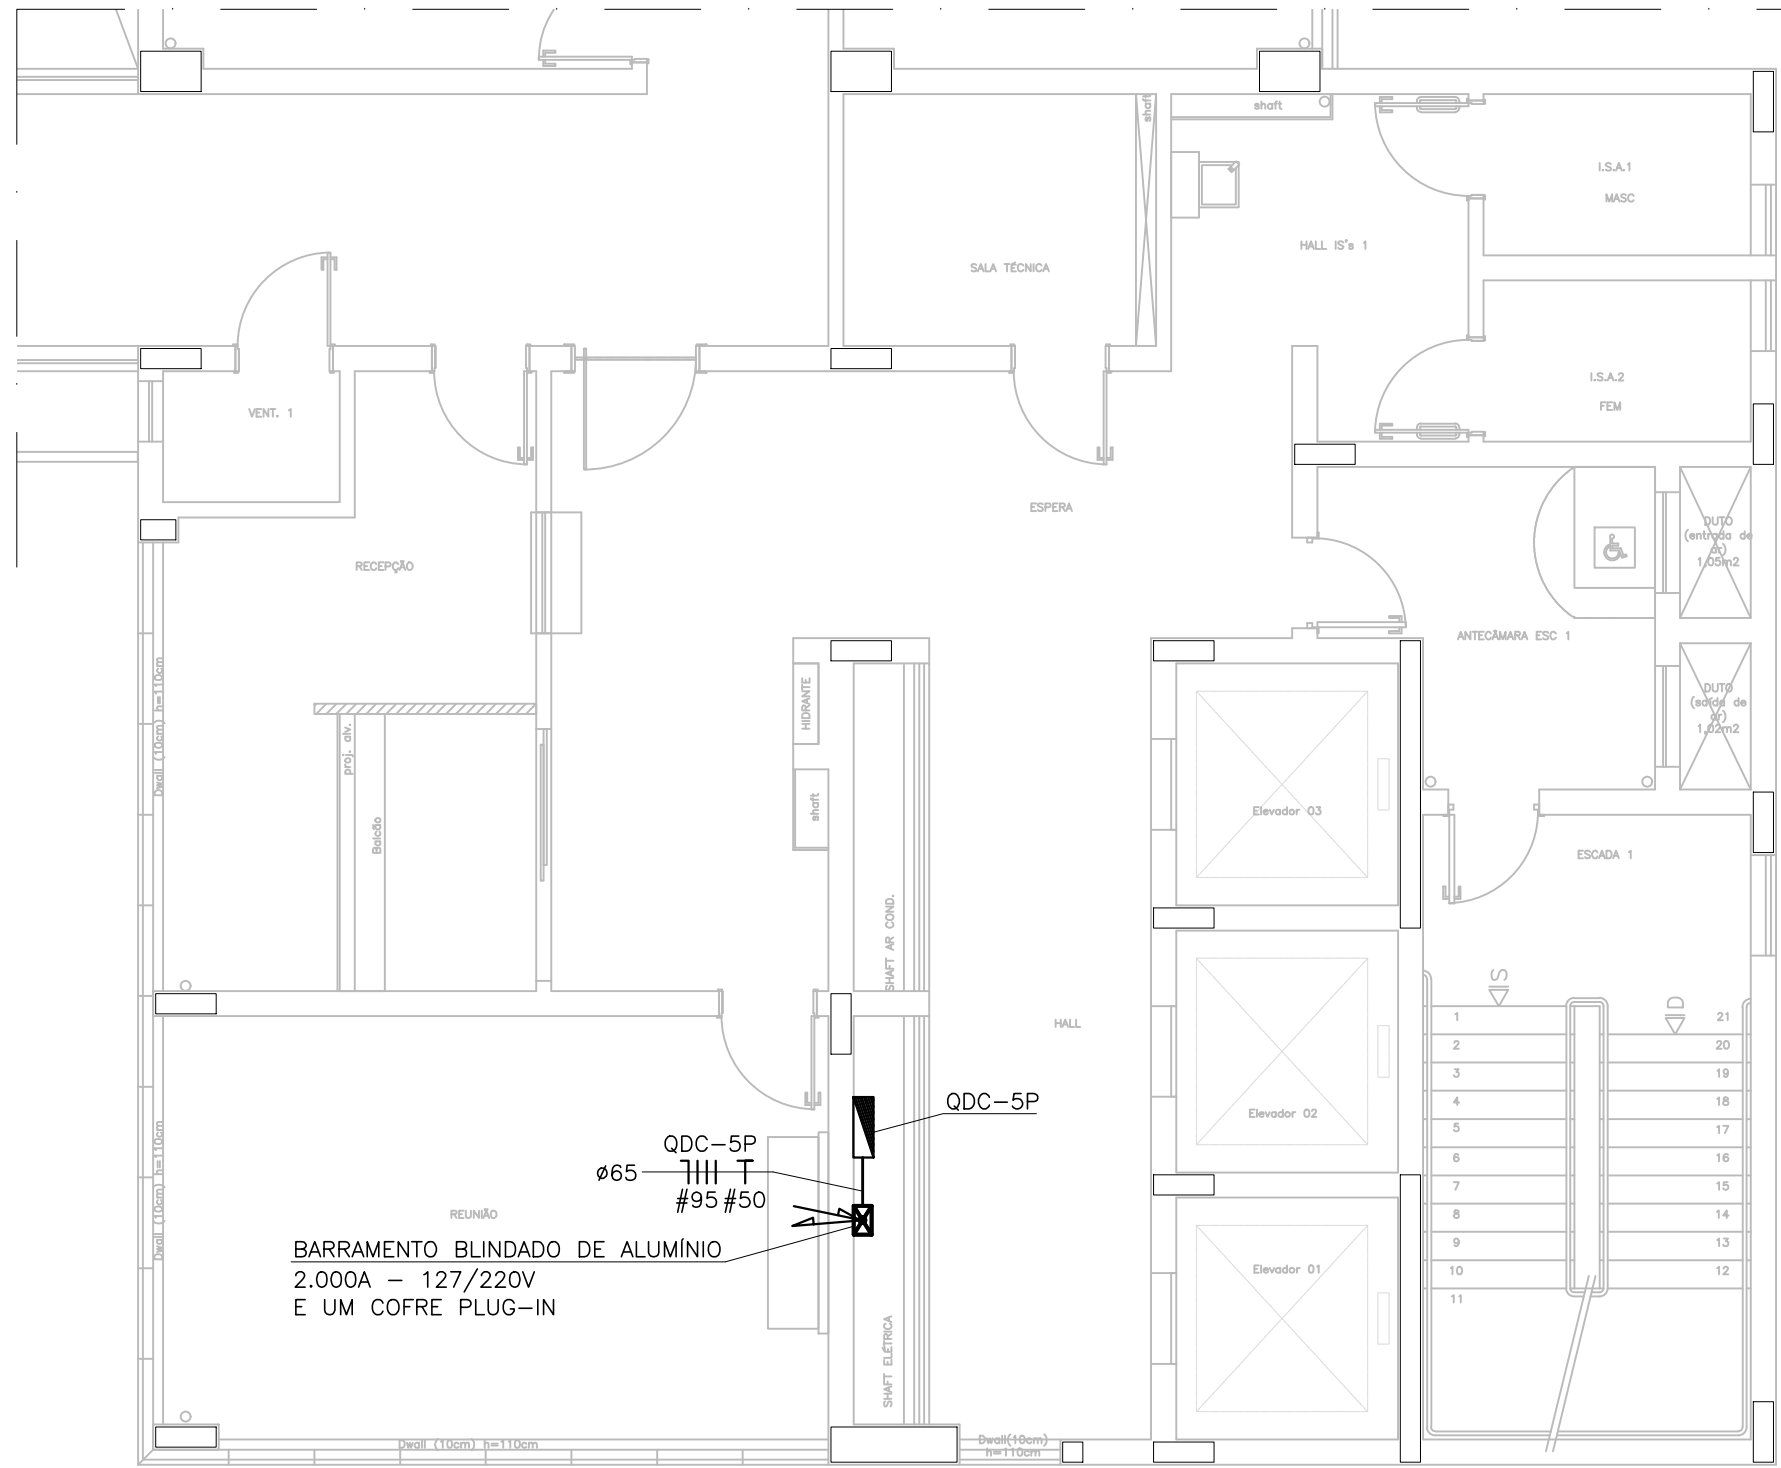 shaft
shaft
I.S.A.1
MASC
HALL IS's 1
SALA TÉCNICA
I.S.A.2
FEM
VENT. 1
ESPERA
DUTO
(entrada de
ar)
1,05m2
RECEPÇÃO
ANTECÂMARA ESC 1
DUTO
(saída de
ar)
1,02m2
Dwall (10cm) h=110cm
HIDRANTE
proj. alv.
shaft
Balcão
Elevador 03
ESCADA 1
SHAFT AR COND.
S
D
HALL
1
2
3
4
5
6
7
8
9
10
11
21
20
19
18
17
16
15
14
13
12
Elevador 02
QDC-5P
QDC-5P
ø65
#95 #50
Dwall (10cm) h=110cm
REUNIÃO
BARRAMENTO BLINDADO DE ALUMÍNIO
2.000A - 127/220V
E UM COFRE PLUG-IN
Elevador 01
SHAFT ELÉTRICA
Dwall (10cm) h=110cm
Dwall(10cm)
h=110cm